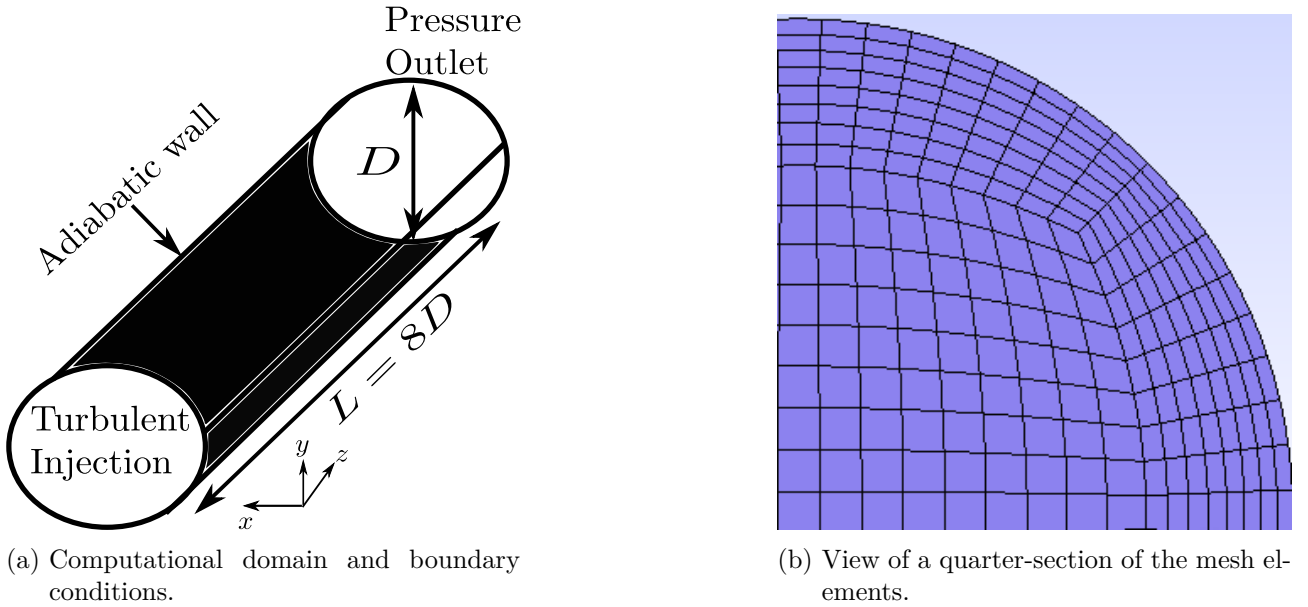 Pressure
Outlet
D
Adiabatic wall
L = 8D
Turbulent
Injection
y
z
x
(a) Computational domain and boundary
conditions.
(b) View of a quarter-section of the mesh el-
ements.